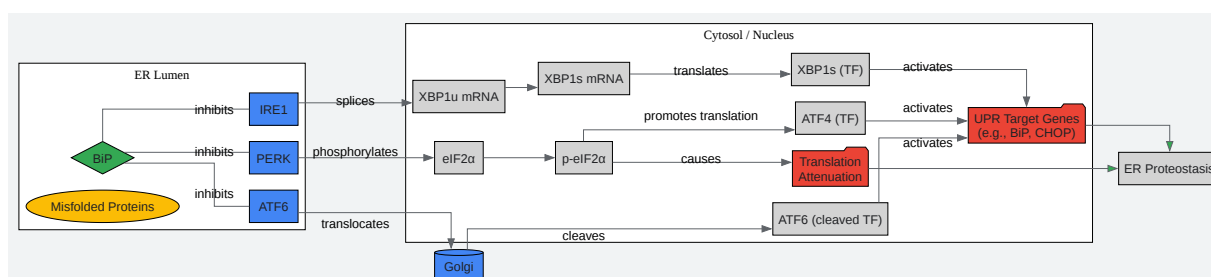 Cytosol / Nucleus
ER Lumen
XBP1s mRNA
translates
XBP1s (TF)
activates
inhibits
IRE1
splices
XBP1u mRNA
promotes translation
ATF4 (TF)
activates
UPR Target Genes
(e.g., BiP, CHOP)
activates
BiP
inhibits
PERK
phosphorylates
eIF2α
p-eIF2α
causes
Translation
Attenuation
ER Proteostasis
inhibits
Misfolded Proteins
ATF6
translocates
ATF6 (cleaved TF)
cleaves
Golgi